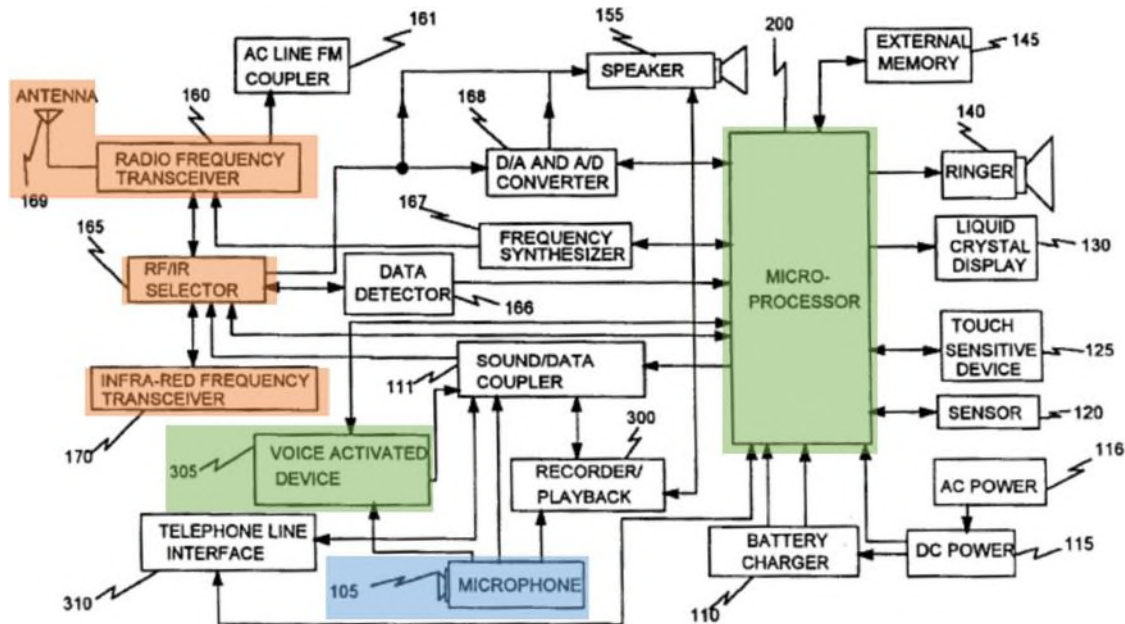 161
155
200
AC LINE FM
COUPLER
SPEAKER
EXTERNAL
MEMORY
145
ANTENNA
160
168
140
RADIO FREQUENCY
TRANSCEIVER
D/A AND A/D
CONVERTER
RINGER
169
167
165
FREQUENCY
SYNTHESIZER
LIQUID
CRYSTAL
DISPLAY
130
RF/IR
SELECTOR
DATA
DETECTOR
166
MICRO-
PROCESSOR
TOUCH
SENSITIVE
DEVICE
125
SOUND/DATA
COUPLER
111
INFRA-RED FREQUENCY
TRANSCEIVER
170
300
SENSOR
120
305
VOICE ACTIVATED
DEVICE
RECORDER/
PLAYBACK
116
AC POWER
TELEPHONE LINE
INTERFACE
BATTERY
CHARGER
DC POWER
115
310
105
MICROPHONE
110